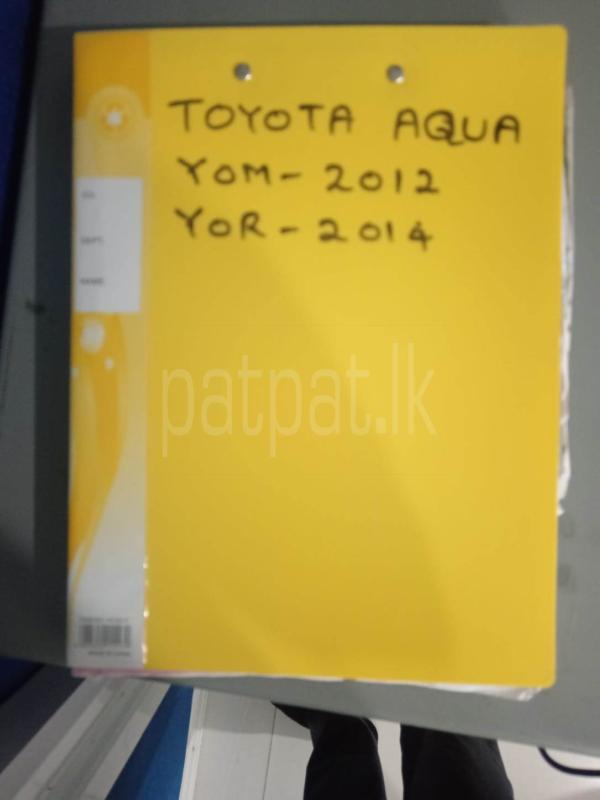 TOYOTA AQUA
YOM - 2012
YOR - 2014
patpat.lk